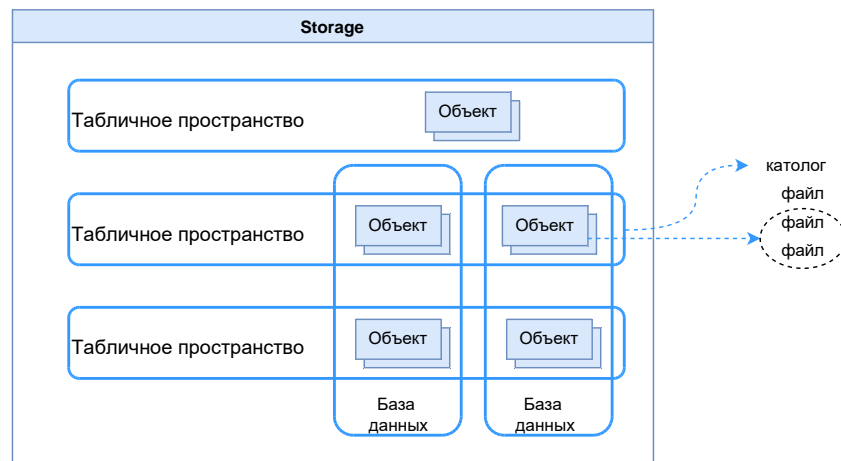 Storage
Табличное пространство
Объект
католог
файл
файл
файл
Табличное пространство
Объект
Объект
Табличное пространство
Объект
Объект
База
данных
База
данных